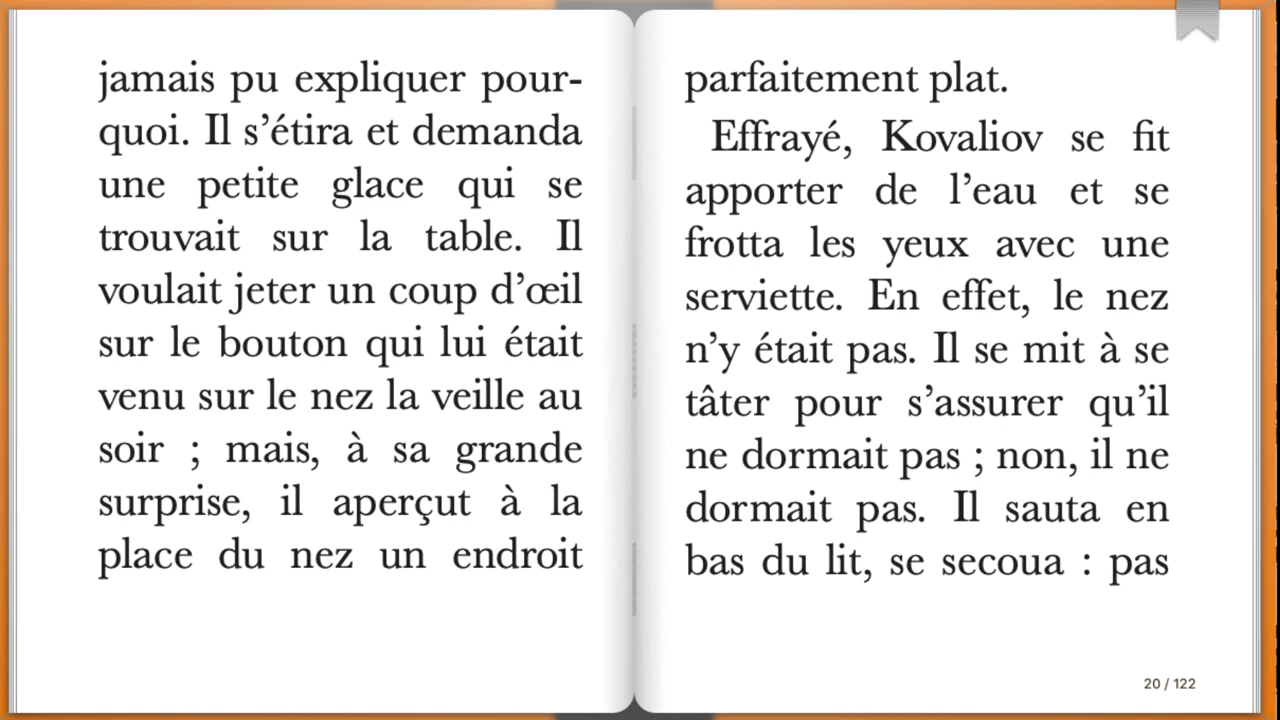 jamais pu expliquer pour-
quoi. Il s’étira et demanda
une petite glace qui se
trouvait sur la table. Il
voulait jeter un coup d’œil
sur le bouton qui lui était
venu sur le nez la veille au
soir ; mais, à sa grande
surprise, il aperçut à la
place du nez un endroit
parfaitement plat.
Effrayé, Kovaliov se fit
apporter de l’eau et se
frotta les yeux avec une
serviette. En effet, le nez
n’y était pas. Il se mit à se
tâter pour s’assurer qu’il
ne dormait pas ; non, il ne
dormait pas. Il sauta en
bas du lit, se secoua : pas
20 / 122